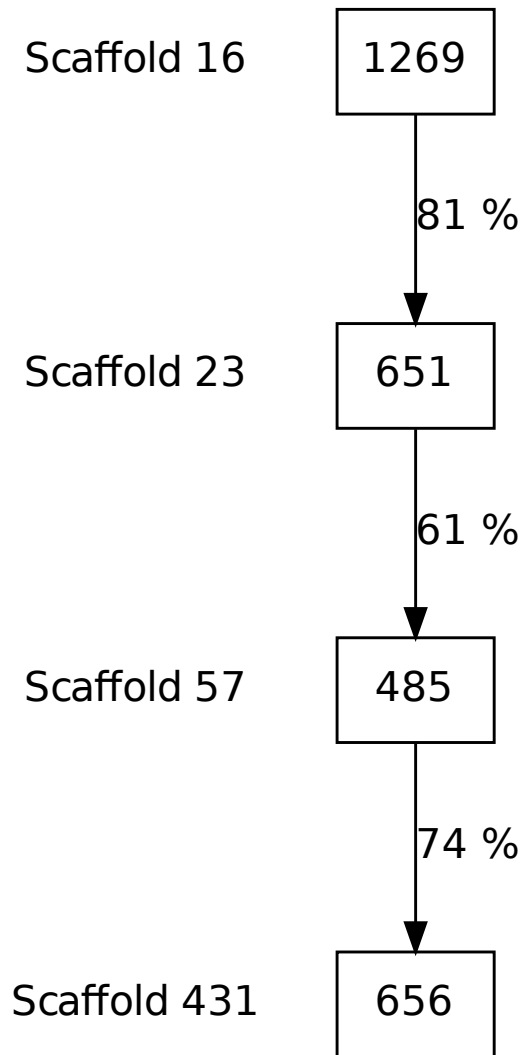 Scaffold 16 1269
81 %
Scaffold 23 651
61 %
Scaffold 57 485
74 %
Scaffold 431 656